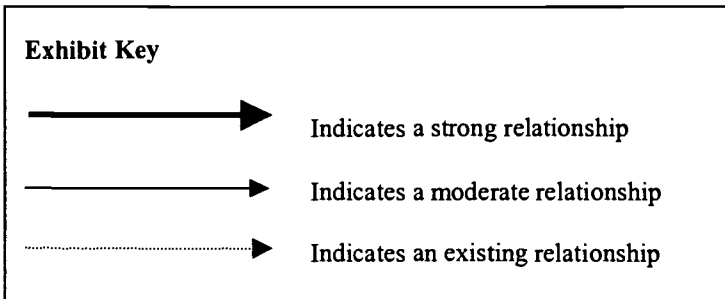 Exhibit Key
Indicates a strong relationship
Indicates a moderate relationship
Indicates an existing relationship